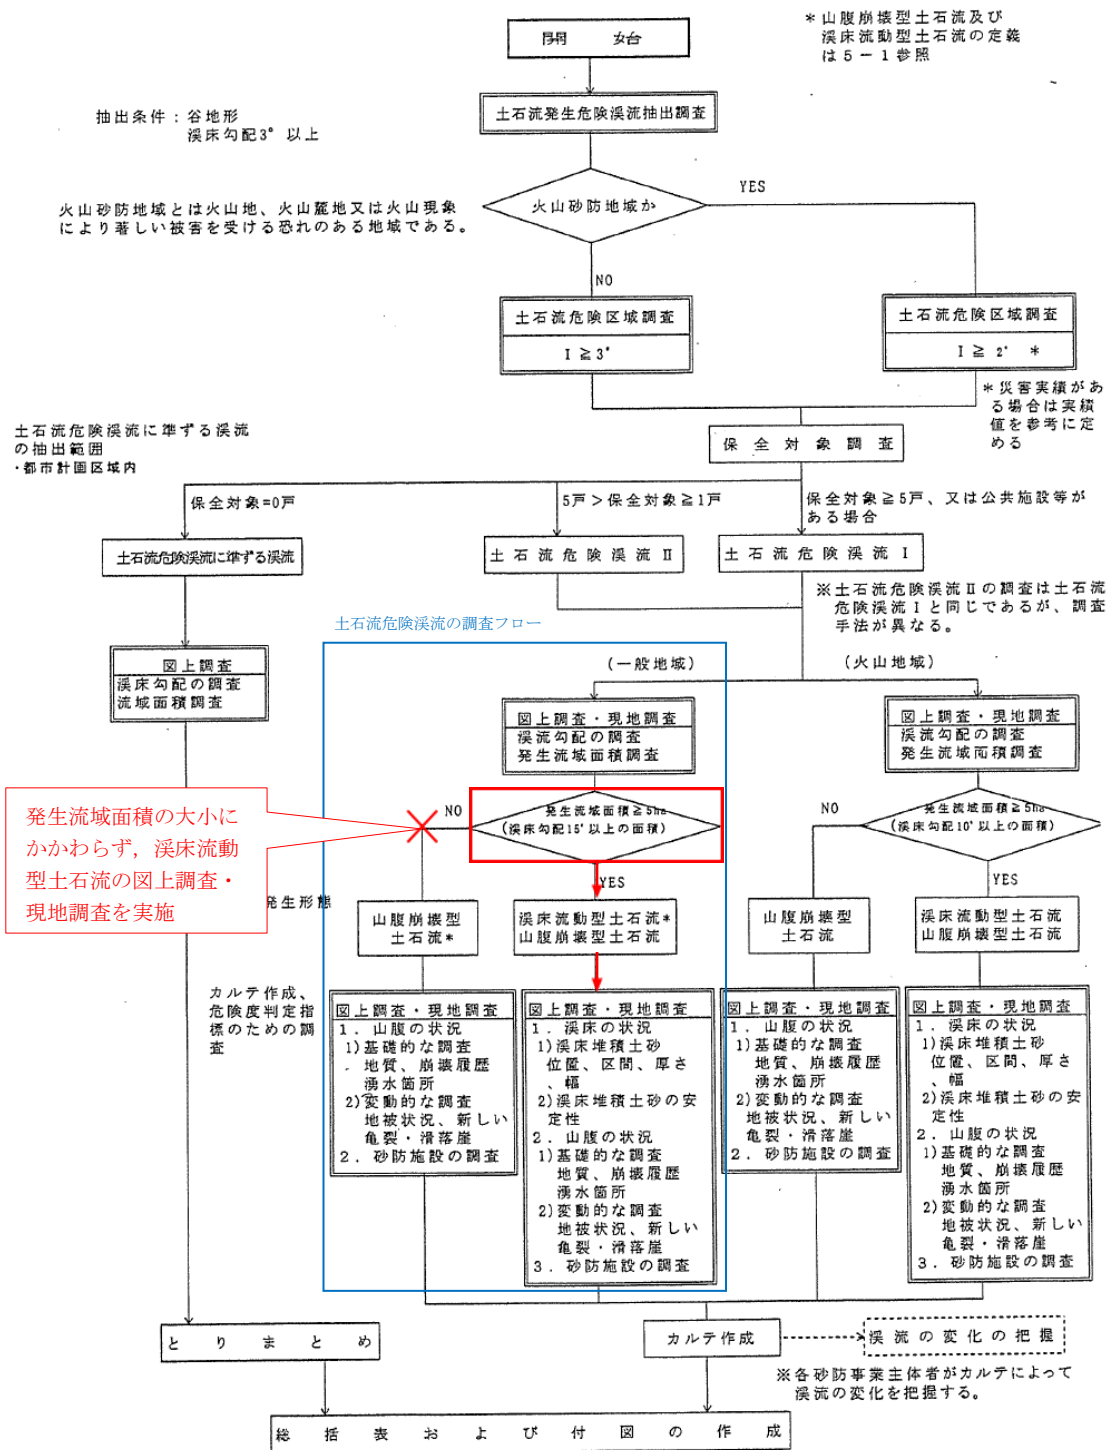 開始
＊山腹崩壊型土石流及び
渓床流動型土石流の定義
は５－１参照
土石流発生危険渓流抽出調査
抽出条件：谷地形
渓床勾配3°以上
火山砂防地域か
YES
火山砂防地域とは火山地、火山麓地又は火山現象
により著しい被害を受ける恐れのある地域である。
NO
土石流危険区域調査
I≧3°
土石流危険区域調査
I≧2° ＊
＊災害実績があ
る場合は実績
値を参考に定
める
保全対象調査
土石流危険渓流に準ずる渓流
の抽出範囲
・都市計画区域内
保全対象=0戸
5戸＞保全対象≧1戸
保全対象≧5戸、又は公共施設等が
ある場合
土石流危険渓流に準ずる渓流
土石流危険渓流Ⅱ
土石流危険渓流Ⅰ
※土石流危険渓流Ⅱの調査は土石流
危険渓流Ⅰと同じであるが、調査
手法が異なる。
土石流危険渓流の調査フロー
図上調査
渓床勾配の調査
流域面積調査
(一般地域)
(火山地域)
図上調査・現地調査
渓流勾配の調査
発生流域面積調査
図上調査・現地調査
渓流勾配の調査
発生流域面積調査
発生流域面積の大小に
かかわらず，渓床流動
型土石流の図上調査・
現地調査を実施
NO
発生流域面積≧5ha
(渓床勾配15°以上の面積)
YES
NO
発生流域面積≧5ha
(渓床勾配10°以上の面積)
YES
発生形態
山腹崩壊型
土石流＊
渓床流動型土石流＊
山腹崩壊型土石流
山腹崩壊型
土石流
渓床流動型土石流
山腹崩壊型土石流
カルテ作成、
危険度判定指
標のための調
査
図上調査・現地調査
１．山腹の状況
1)基礎的な調査
地質、崩壊履歴
湧水箇所
2)変動的な調査
地被状況、新しい
亀裂・滑落崖
２．砂防施設の調査
図上調査・現地調査
１．渓床の状況
1)渓床堆積土砂
位置、区間、厚さ
、幅
2)渓床堆積土砂の安
定性
２．山腹の状況
1)基礎的な調査
地質、崩壊履歴
湧水箇所
2)変動的な調査
地被状況、新しい
亀裂・滑落崖
３．砂防施設の調査
図上調査・現地調査
１．山腹の状況
1)基礎的な調査
地質、崩壊履歴
湧水箇所
2)変動的な調査
地被状況、新しい
亀裂・滑落崖
２．砂防施設の調査
図上調査・現地調査
１．渓床の状況
1)渓床堆積土砂
位置、区間、厚さ
、幅
2)渓床堆積土砂の安
定性
２．山腹の状況
1)基礎的な調査
地質、崩壊履歴
湧水箇所
2)変動的な調査
地被状況、新しい
亀裂・滑落崖
３．砂防施設の調査
とりまとめ
カルテ作成
渓流の変化の把握
※各砂防事業主体者がカルテによって
渓流の変化を把握する。
総括表および付図の作成